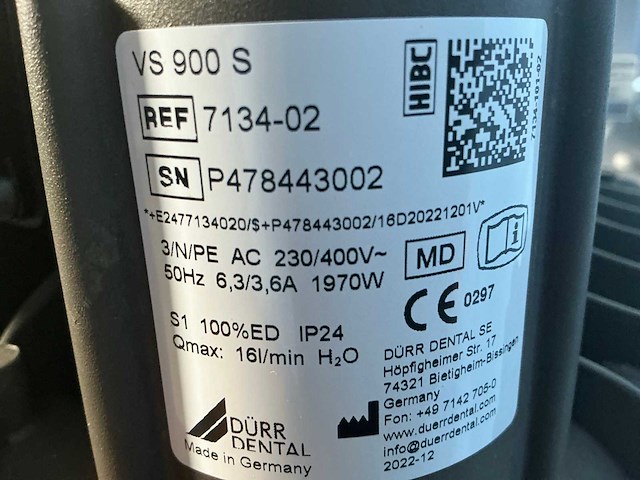 VS 900 S
HIBC
7134-101-02
REF 7134-02
SN P478443002
*+E2477134020/$+P478443002/16D20221201V*
3/N/PE AC 230/400V~
50Hz 6,3/3,6A 1970W
MD
i
CE 0297
S1 100%ED IP24
Qmax: 16l/min H₂O
DÜRR DENTAL SE
Höpfigheimer Str. 17
74321 Bietigheim-Bissingen
Germany
Fon: +49 7142 705-0
www.duerrdental.com
info@duerrdental.com
2022-12
DÜRR
DENTAL
Made in Germany